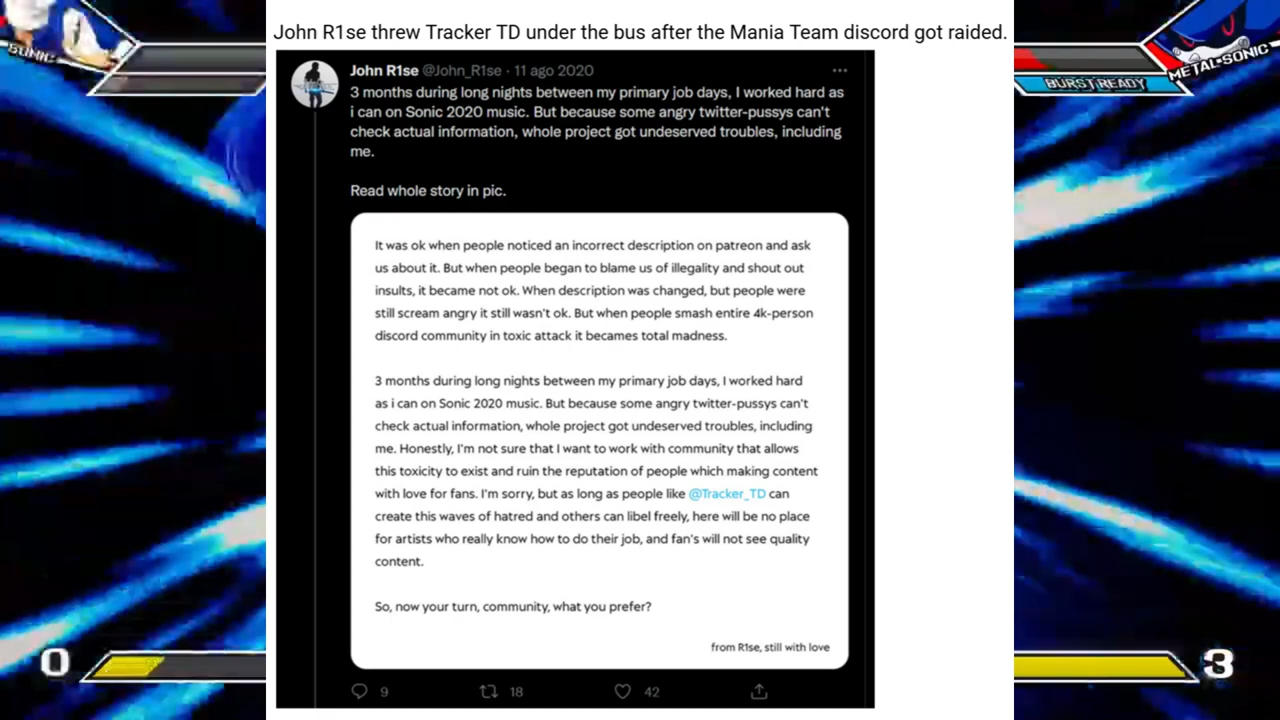 John R1se threw Tracker TD under the bus after the Mania Team discord got raided.
SONIC
METAL-SONIC
BURST READY
John R1se @John_R1se · 11 ago 2020
3 months during long nights between my primary job days, I worked hard as
i can on Sonic 2020 music. But because some angry twitter-pussys can't
check actual information, whole project got undeserved troubles, including
me.
Read whole story in pic.
It was ok when people noticed an incorrect description on patreon and ask
us about it. But when people began to blame us of illegality and shout out
insults, it became not ok. When description was changed, but people were
still scream angry it still wasn't ok. But when people smash entire 4k-person
discord community in toxic attack it becames total madness.
3 months during long nights between my primary job days, I worked hard
as i can on Sonic 2020 music. But because some angry twitter-pussys can't
check actual information, whole project got undeserved troubles, including
me. Honestly, I'm not sure that I want to work with community that allows
this toxicity to exist and ruin the reputation of people which making content
with love for fans. I'm sorry, but as long as people like @Tracker_TD can
create this waves of hatred and others can libel freely, here will be no place
for artists who really know how to do their job, and fan's will not see quality
content.
So, now your turn, community, what you prefer?
from R1se, still with love
9 18 42
0
3